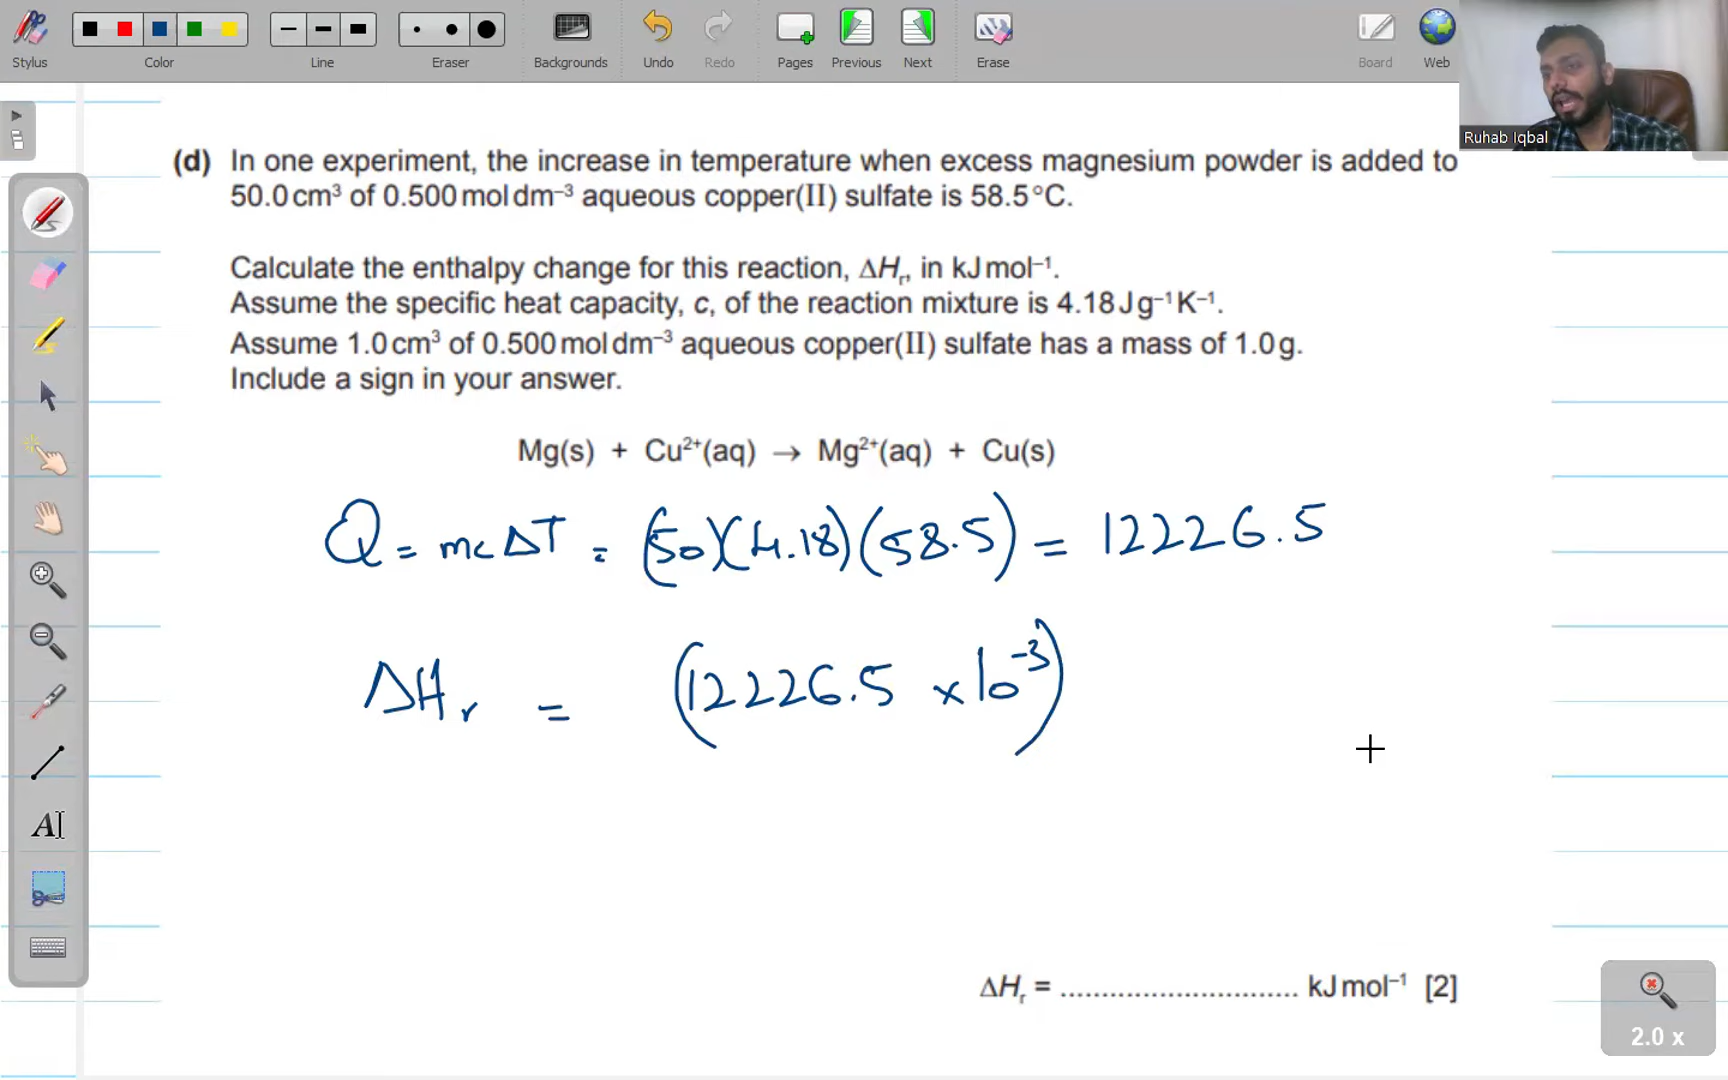 Stylus Color Line Eraser Backgrounds Undo Redo Pages Previous Next Erase Board Web
Ruhab Iqbal
(d) In one experiment, the increase in temperature when excess magnesium powder is added to
50.0 cm³ of 0.500 mol dm⁻³ aqueous copper(II) sulfate is 58.5 °C.
Calculate the enthalpy change for this reaction, ΔHᵣ, in kJ mol⁻¹.
Assume the specific heat capacity, c, of the reaction mixture is 4.18 J g⁻¹ K⁻¹.
Assume 1.0 cm³ of 0.500 mol dm⁻³ aqueous copper(II) sulfate has a mass of 1.0 g.
Include a sign in your answer.
Mg(s) + Cu²⁺(aq) → Mg²⁺(aq) + Cu(s)
Q = mcΔT = (50)(4.18)(58.5) = 12226.5
ΔHᵣ = (12226.5 × 10⁻³)
ΔHᵣ = ............................. kJ mol⁻¹ [2]
AI
2.0 x